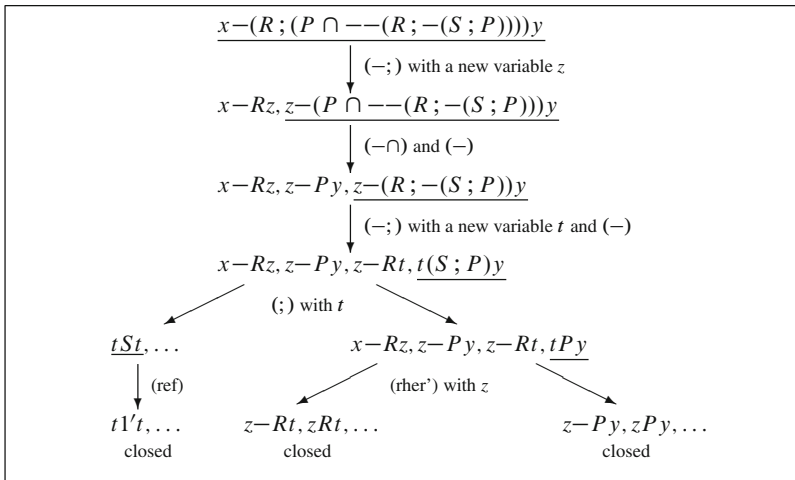 x−(R ; (P ∩ −−(R ; −(S ; P))))y
(−;) with a new variable z
x−Rz, z−(P ∩ −−(R ; −(S ; P)))y
(−∩) and (−)
x−Rz, z−Py, z−(R ; −(S ; P))y
(−;) with a new variable t and (−)
x−Rz, z−Py, z−Rt, t(S ; P)y
(;) with t
tSt, ...
x−Rz, z−Py, z−Rt, tPy
(ref)
(rher') with z
t1't, ...
z−Rt, zRt, ...
z−Py, zPy, ...
closed
closed
closed